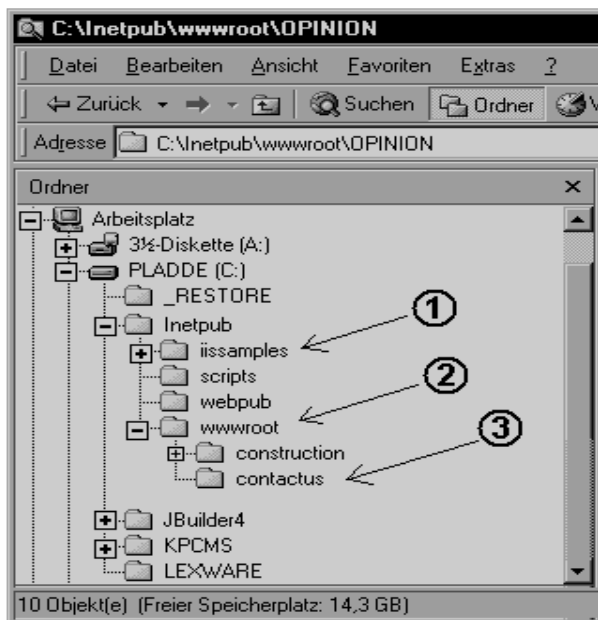 C:\Inetpub\wwwroot\OPINION
Datei Bearbeiten Ansicht Favoriten Extras ?
Zurück Suchen Ordner
Adresse C:\Inetpub\wwwroot\OPINION
Ordner
Arbeitsplatz
3½-Diskette (A:)
PLADDE (C:)
_RESTORE
Inetpub
1
iissamples
scripts
2
webpub
wwwroot
3
construction
contactus
JBuilder4
KPCMS
LEXWARE
10 Objekt(e) (Freier Speicherplatz: 14,3 GB)